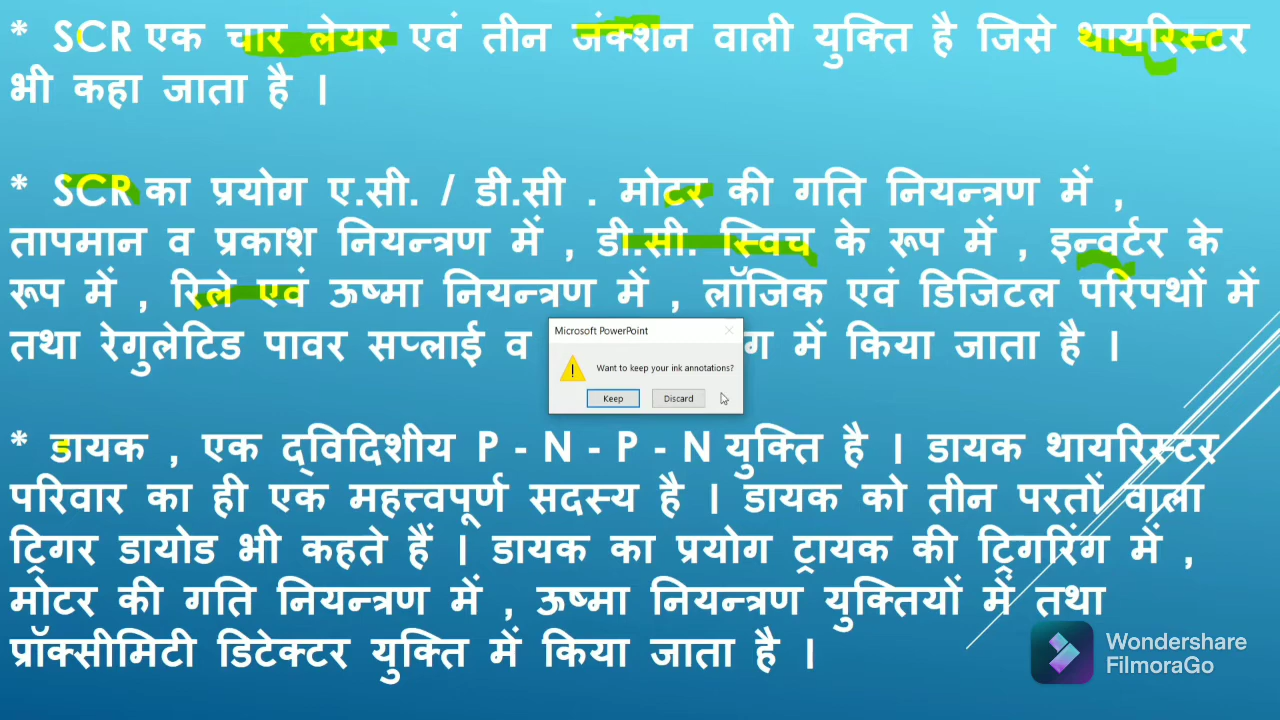 * SCR एक चार लेयर एवं तीन जंक्शन वाली युक्ति है जिसे थायरिस्टर
भी कहा जाता है ।
* SCR का प्रयोग ए.सी. / डी.सी . मोटर की गति नियन्त्रण में ,
तापमान व प्रकाश नियन्त्रण में , डी.सी. स्विच के रूप में , इन्वर्टर के
रूप में , रिले एवं ऊष्मा नियन्त्रण में , लॉजिक एवं डिजिटल परिपथों में
तथा रेगुलेटिड पावर सप्लाई व में किया जाता है ।
Microsoft PowerPoint
Want to keep your ink annotations?
Keep Discard
* डायक , एक द्विदिशीय P - N - P - N युक्ति है । डायक थायरिस्टर
परिवार का ही एक महत्त्वपूर्ण सदस्य है । डायक को तीन परतों वाला
ट्रिगर डायोड भी कहते हैं । डायक का प्रयोग ट्रायक की ट्रिगरिंग में ,
मोटर की गति नियन्त्रण में , ऊष्मा नियन्त्रण युक्तियों में तथा
प्रॉक्सीमिटी डिटेक्टर युक्ति में किया जाता है ।
Wondershare
FilmoraGo